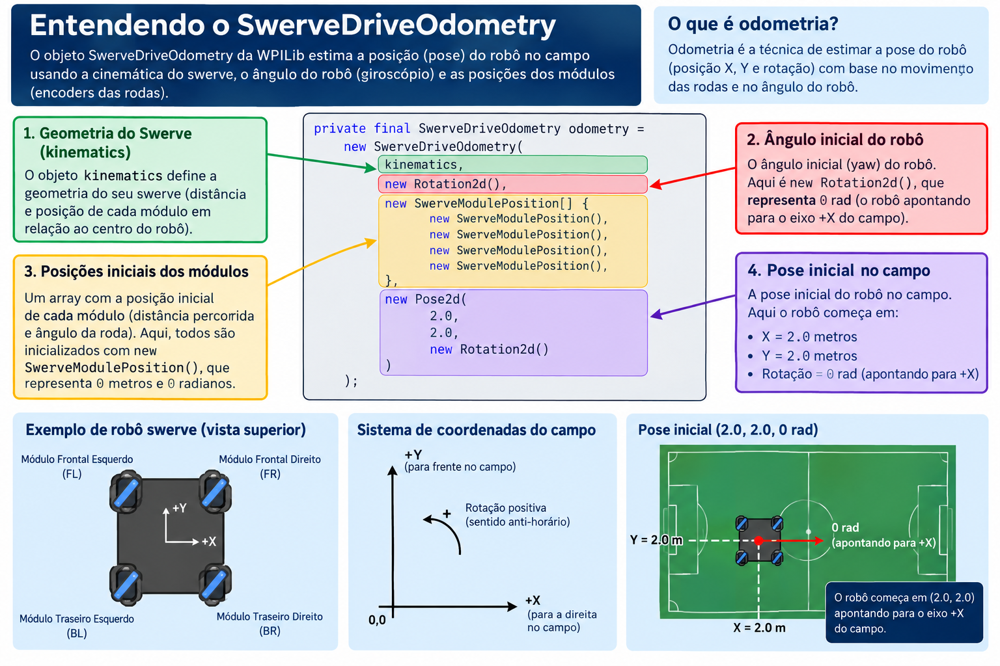 Entendendo o SwerveDriveOdometry
O objeto SwerveDriveOdometry da WPILib estima a posição (pose) do robô no campo
usando a cinemática do swerve, o ângulo do robô (giroscópio) e as posições dos módulos
(encoders das rodas).
O que é odometria?
Odometria é a técnica de estimar a pose do robô
(posição X, Y e rotação) com base no movimento
das rodas e no ângulo do robô.
1. Geometria do Swerve
(kinematics)
O objeto kinematics define a
geometria do seu swerve (distância
e posição de cada módulo em
relação ao centro do robô).
private final SwerveDriveOdometry odometry =
new SwerveDriveOdometry(
kinematics,
new Rotation2d(),
new SwerveModulePosition[] {
new SwerveModulePosition(),
new SwerveModulePosition(),
new SwerveModulePosition(),
new SwerveModulePosition(),
},
new Pose2d(
2.0,
2.0,
new Rotation2d()
)
);
2. Ângulo inicial do robô
O ângulo inicial (yaw) do robô.
Aqui é new Rotation2d(), que
representa 0 rad (o robô apontando
para o eixo +X do campo).
3. Posições iniciais dos módulos
Um array com a posição inicial
de cada módulo (distância percorrida
e ângulo da roda). Aqui, todos são
inicializados com new
SwerveModulePosition(), que
representa 0 metros e 0 radianos.
4. Pose inicial no campo
A pose inicial do robô no campo.
Aqui o robô começa em:
• X = 2.0 metros
• Y = 2.0 metros
• Rotação = 0 rad (apontando para +X)
Exemplo de robô swerve (vista superior)
Módulo Frontal Esquerdo
(FL)
Módulo Frontal Direito
(FR)
+Y
+X
Módulo Traseiro Esquerdo
(BL)
Módulo Traseiro Direito
(BR)
Sistema de coordenadas do campo
+Y
(para frente no campo)
+
Rotação positiva
(sentido anti-horário)
+X
(para a direita
no campo)
0,0
Pose inicial (2.0, 2.0, 0 rad)
Y = 2.0 m
0 rad
(apontando para +X)
X = 2.0 m
O robô começa em (2.0, 2.0)
apontando para o eixo +X
do campo.